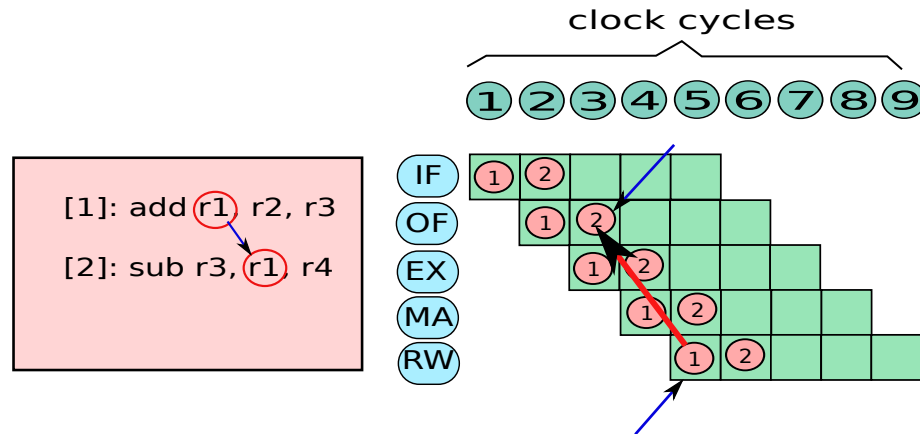 clock cycles
1 2 3 4 5 6 7 8 9
[1]: add r1, r2, r3
[2]: sub r3, r1, r4
IF 1 2
OF 1 2
EX 1 2
MA 1 2
RW 1 2